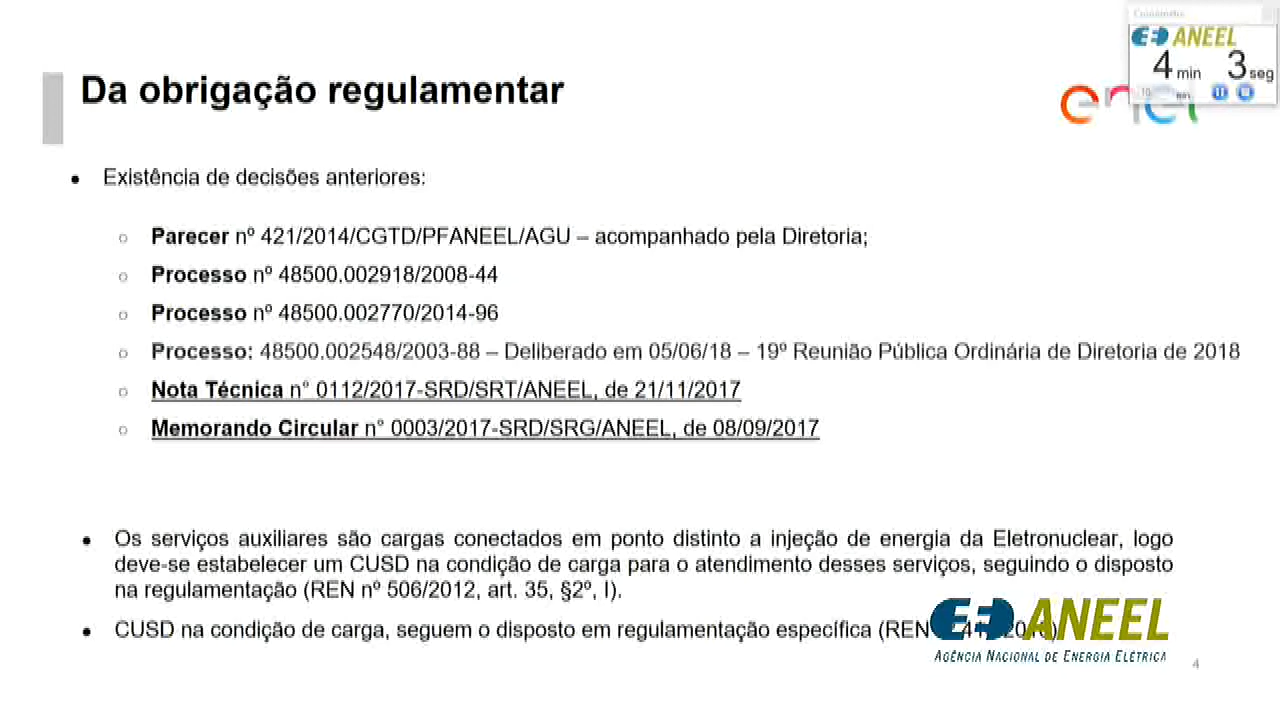 Cronômetro
ANEEL
4 min 3 seg
Da obrigação regulamentar
enel
• Existência de decisões anteriores:
○ Parecer nº 421/2014/CGTD/PFANEEL/AGU – acompanhado pela Diretoria;
○ Processo nº 48500.002918/2008-44
○ Processo nº 48500.002770/2014-96
○ Processo: 48500.002548/2003-88 – Deliberado em 05/06/18 – 19º Reunião Pública Ordinária de Diretoria de 2018
○ Nota Técnica n° 0112/2017-SRD/SRT/ANEEL, de 21/11/2017
○ Memorando Circular n° 0003/2017-SRD/SRG/ANEEL, de 08/09/2017
• Os serviços auxiliares são cargas conectados em ponto distinto a injeção de energia da Eletronuclear, logo
deve-se estabelecer um CUSD na condição de carga para o atendimento desses serviços, seguindo o disposto
na regulamentação (REN nº 506/2012, art. 35, §2º, I).
• CUSD na condição de carga, seguem o disposto em regulamentação específica (REN
ANEEL
AGÊNCIA NACIONAL DE ENERGIA ELÉTRICA
4